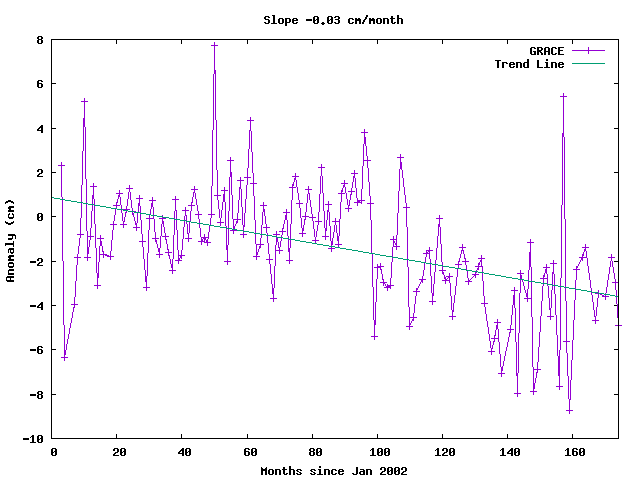 Slope -0.03 cm/month
GRACE
Trend Line
Anomaly (cm)
8
6
4
2
0
-2
-4
-6
-8
-10
0 20 40 60 80 100 120 140 160
Months since Jan 2002